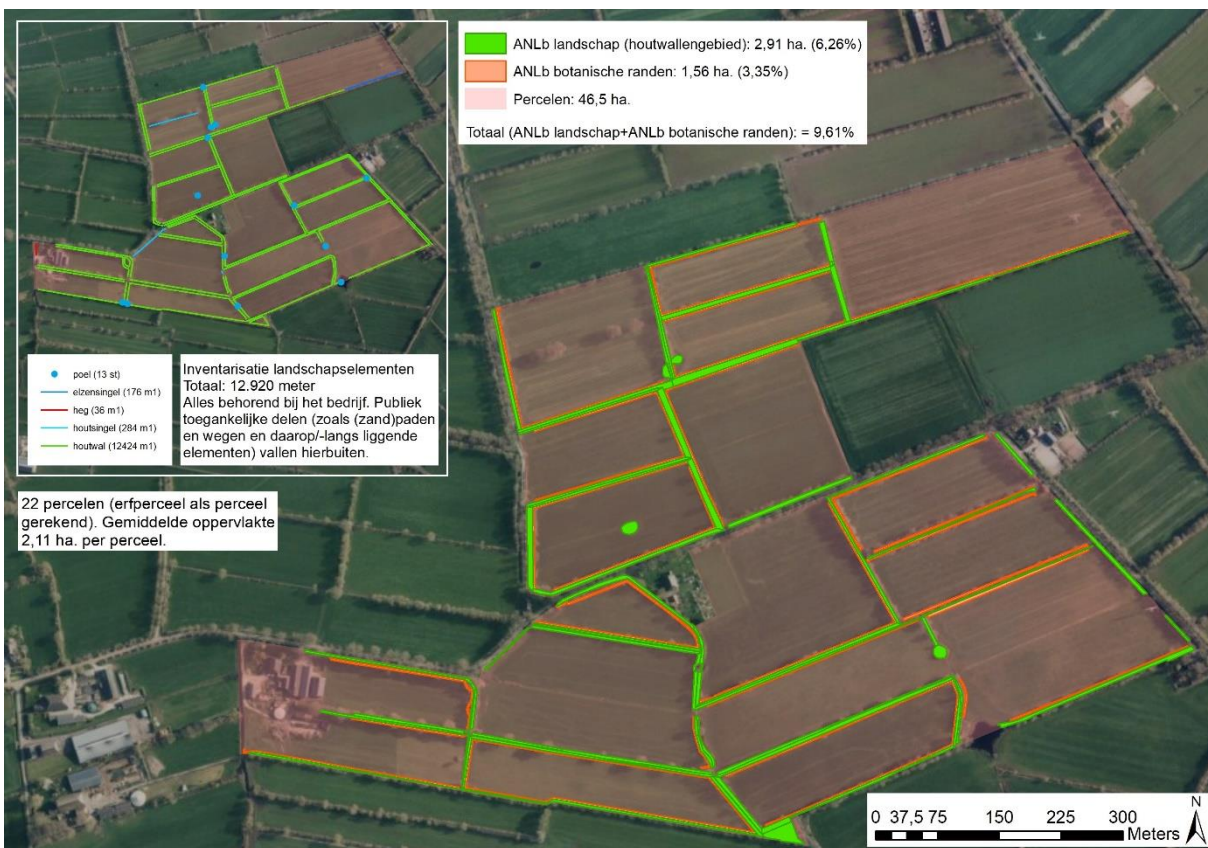 ANLb landschap (houtwallengebied): 2,91 ha. (6,26%)
ANLb botanische randen: 1,56 ha. (3,35%)
Percelen: 46,5 ha.
Totaal (ANLb landschap+ANLb botanische randen): = 9,61%
poel (13 st)
elzensingel (176 m1)
heg (36 m1)
houtsingel (284 m1)
houtwal (12424 m1)
Inventarisatie landschapselementen
Totaal: 12.920 meter
Alles behorend bij het bedrijf. Publiek
toegankelijke delen (zoals (zand)paden
en wegen en daarop/-langs liggende
elementen) vallen hierbuiten.
22 percelen (erfperceel als perceel
gerekend). Gemiddelde oppervlakte
2,11 ha. per perceel.
0 37,5 75 150 225 300
Meters
N